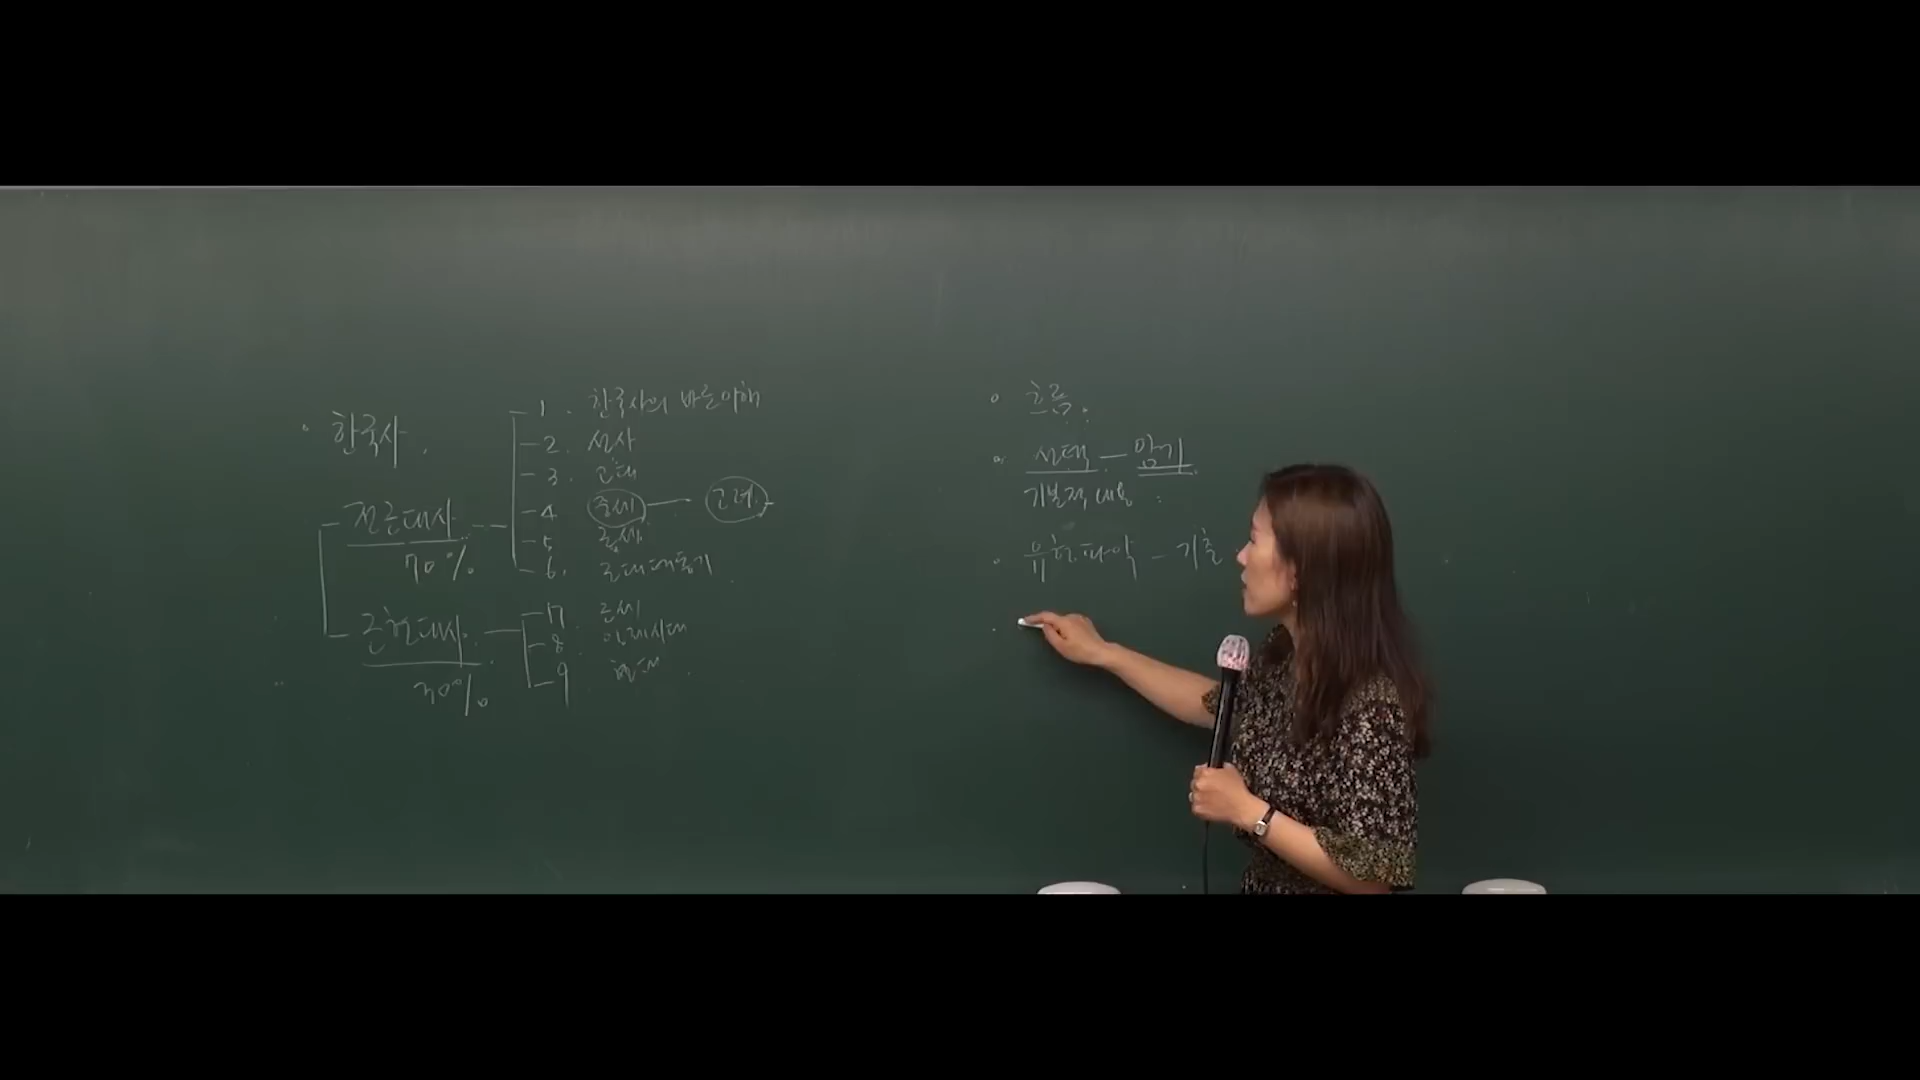 한국사
전근대사
70%
1. 한국사의 바른이해
2. 선사
3. 고대
4 중세 — 고려
5 근세
6. 근대태동기
근현대사
30%
7 근세
8 일제시대
9 현대
흐름
선택 — 암기
기본적 내용
유형파악 — 기출